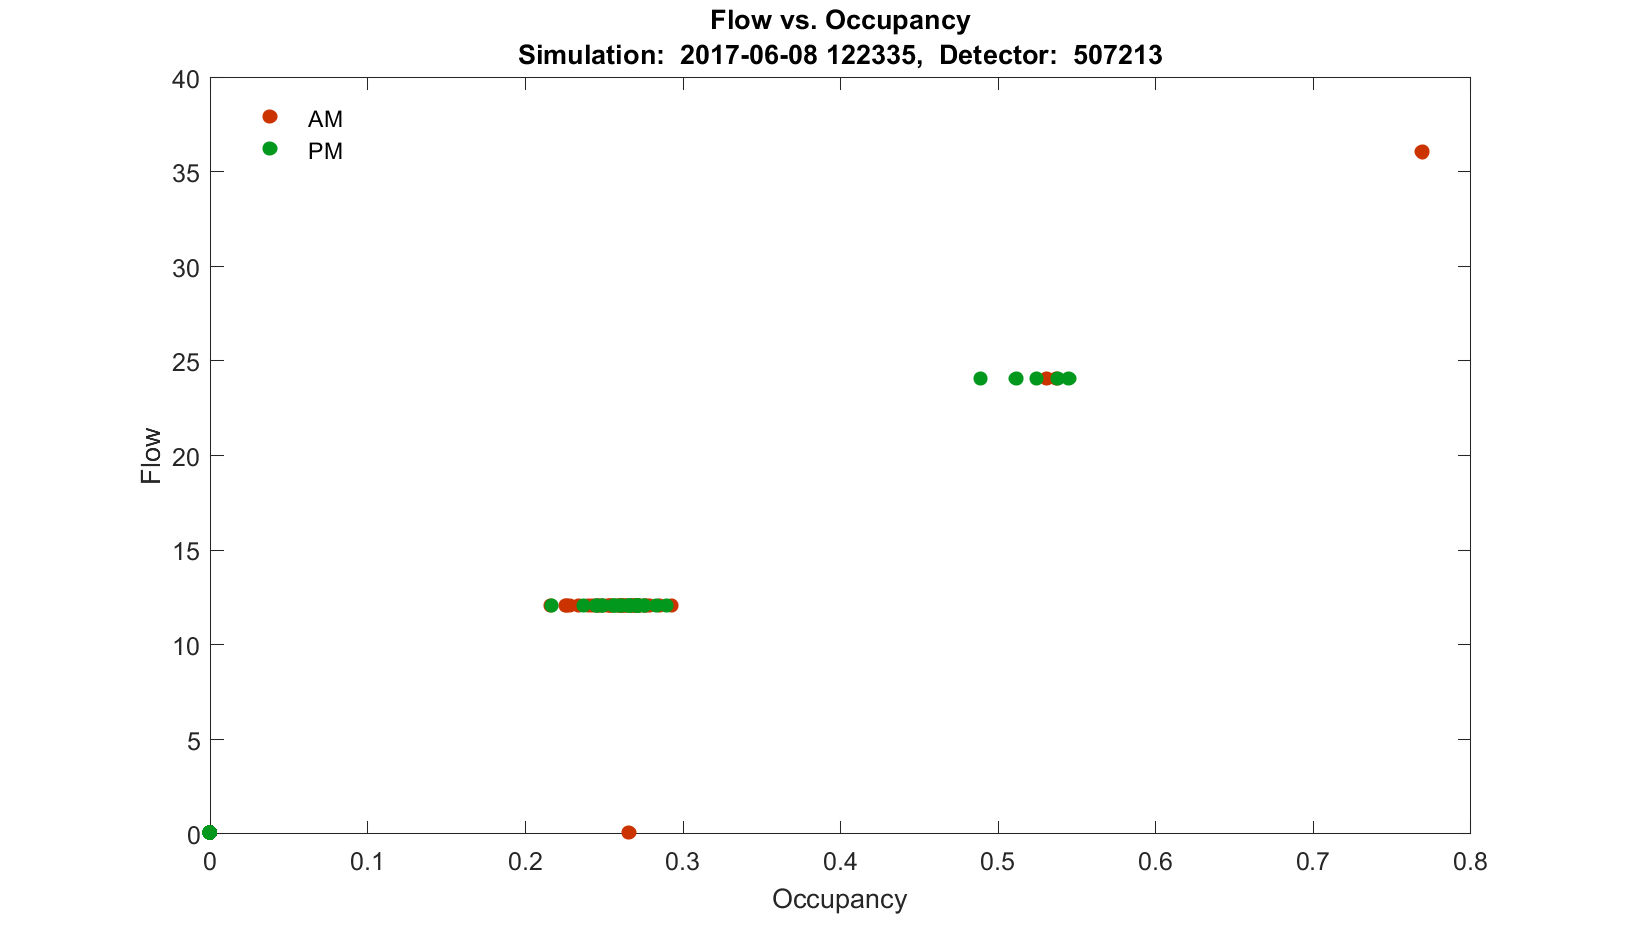 Flow vs. Occupancy
Simulation:  2017-06-08 122335,  Detector:  507213
40
35
30
25
20
15
10
5
0
Flow
AM
PM
0 0.1 0.2 0.3 0.4 0.5 0.6 0.7 0.8
Occupancy